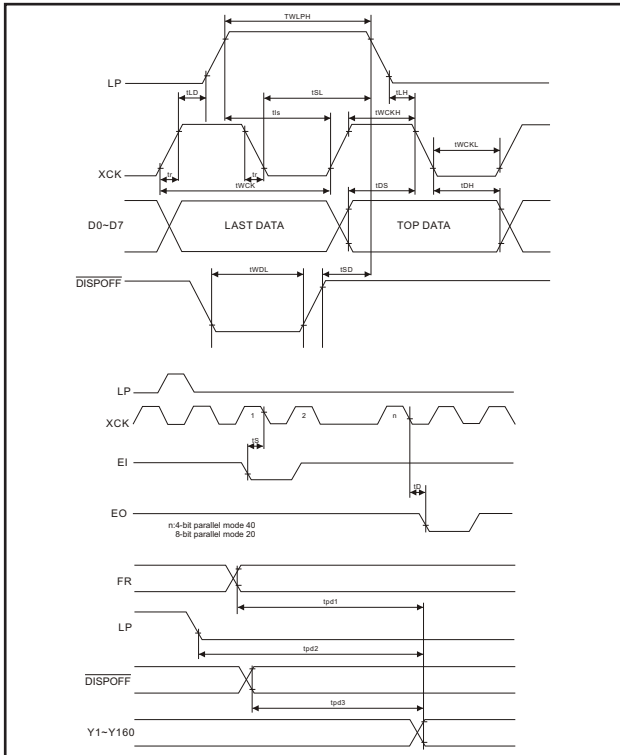 TWLPH
LP
tLD
tSL
tLH
tls
tWCKH
tWCKL
XCK
tr
tr
tWCK
tDS
tDH
D0~D7
LAST DATA
TOP DATA
tWDL
tSD
DISPOFF
LP
XCK
1
2
n
tS
EI
tD
EO
n:4-bit parallel mode 40
8-bit parallel mode 20
FR
tpd1
LP
tpd2
DISPOFF
tpd3
Y1~Y160